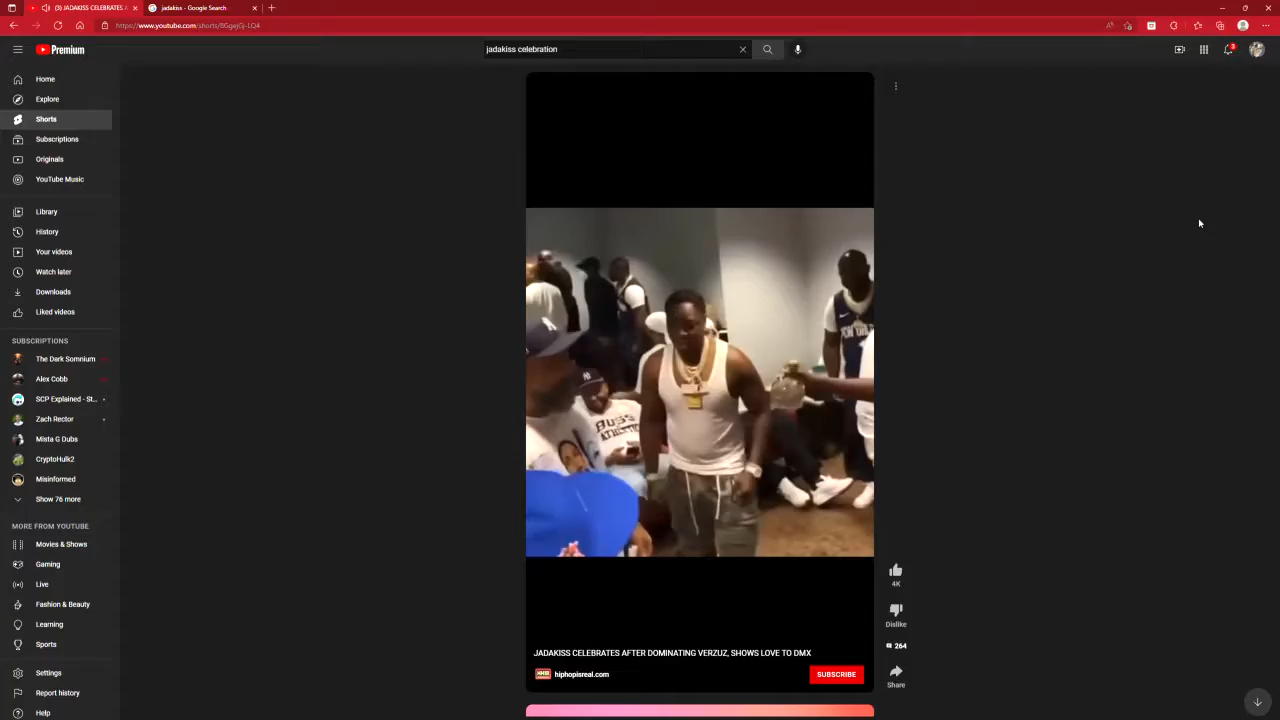 (3) JADAKISS CELEBRATES A
jadakiss - Google Search
https://www.youtube.com/shorts/
Premium
jadakiss celebration
3
Home
Explore
Shorts
Subscriptions
Originals
YouTube Music
Library
History
Your videos
Watch later
Downloads
Liked videos
SUBSCRIPTIONS
The Dark Somnium
Alex Cobb
SCP Explained - St...
Zach Rector
Mista G Dubs
CryptoHulk2
Misinformed
Show 76 more
MORE FROM YOUTUBE
Movies & Shows
Gaming
Live
Fashion & Beauty
Learning
Sports
Settings
Report history
Help
BOSS
4K
Dislike
264
Share
JADAKISS CELEBRATES AFTER DOMINATING VERZUZ, SHOWS LOVE TO DMX
hiphopisreal.com
SUBSCRIBE